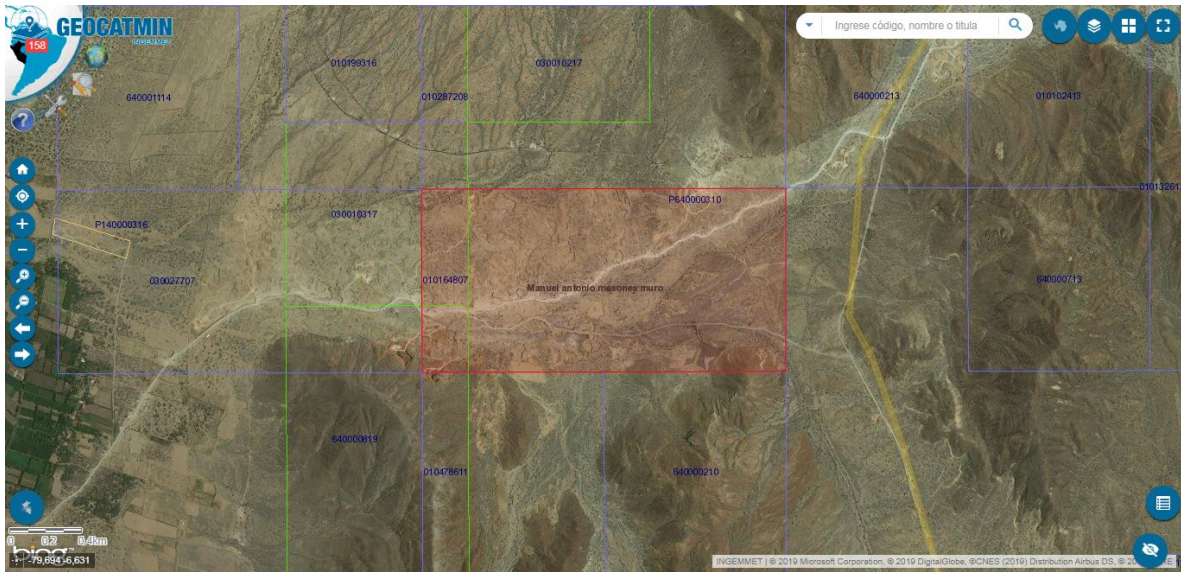 GEOCATMIN
INGEMMET
158
Ingrese código, nombre o titula
010199316
030010217
640001114
010287208
640000213
010102413
010132613
P140000316
030010317
P640000310
030027707
010164807
Manuel antonio mesones muro
640000713
640000819
010478611
640000210
0 0,2 0,4km
bing
-79,694 -6,631
INGEMMET | © 2019 Microsoft Corporation, © 2019 DigitalGlobe, ©CNES (2019) Distribution Airbus DS, © 20